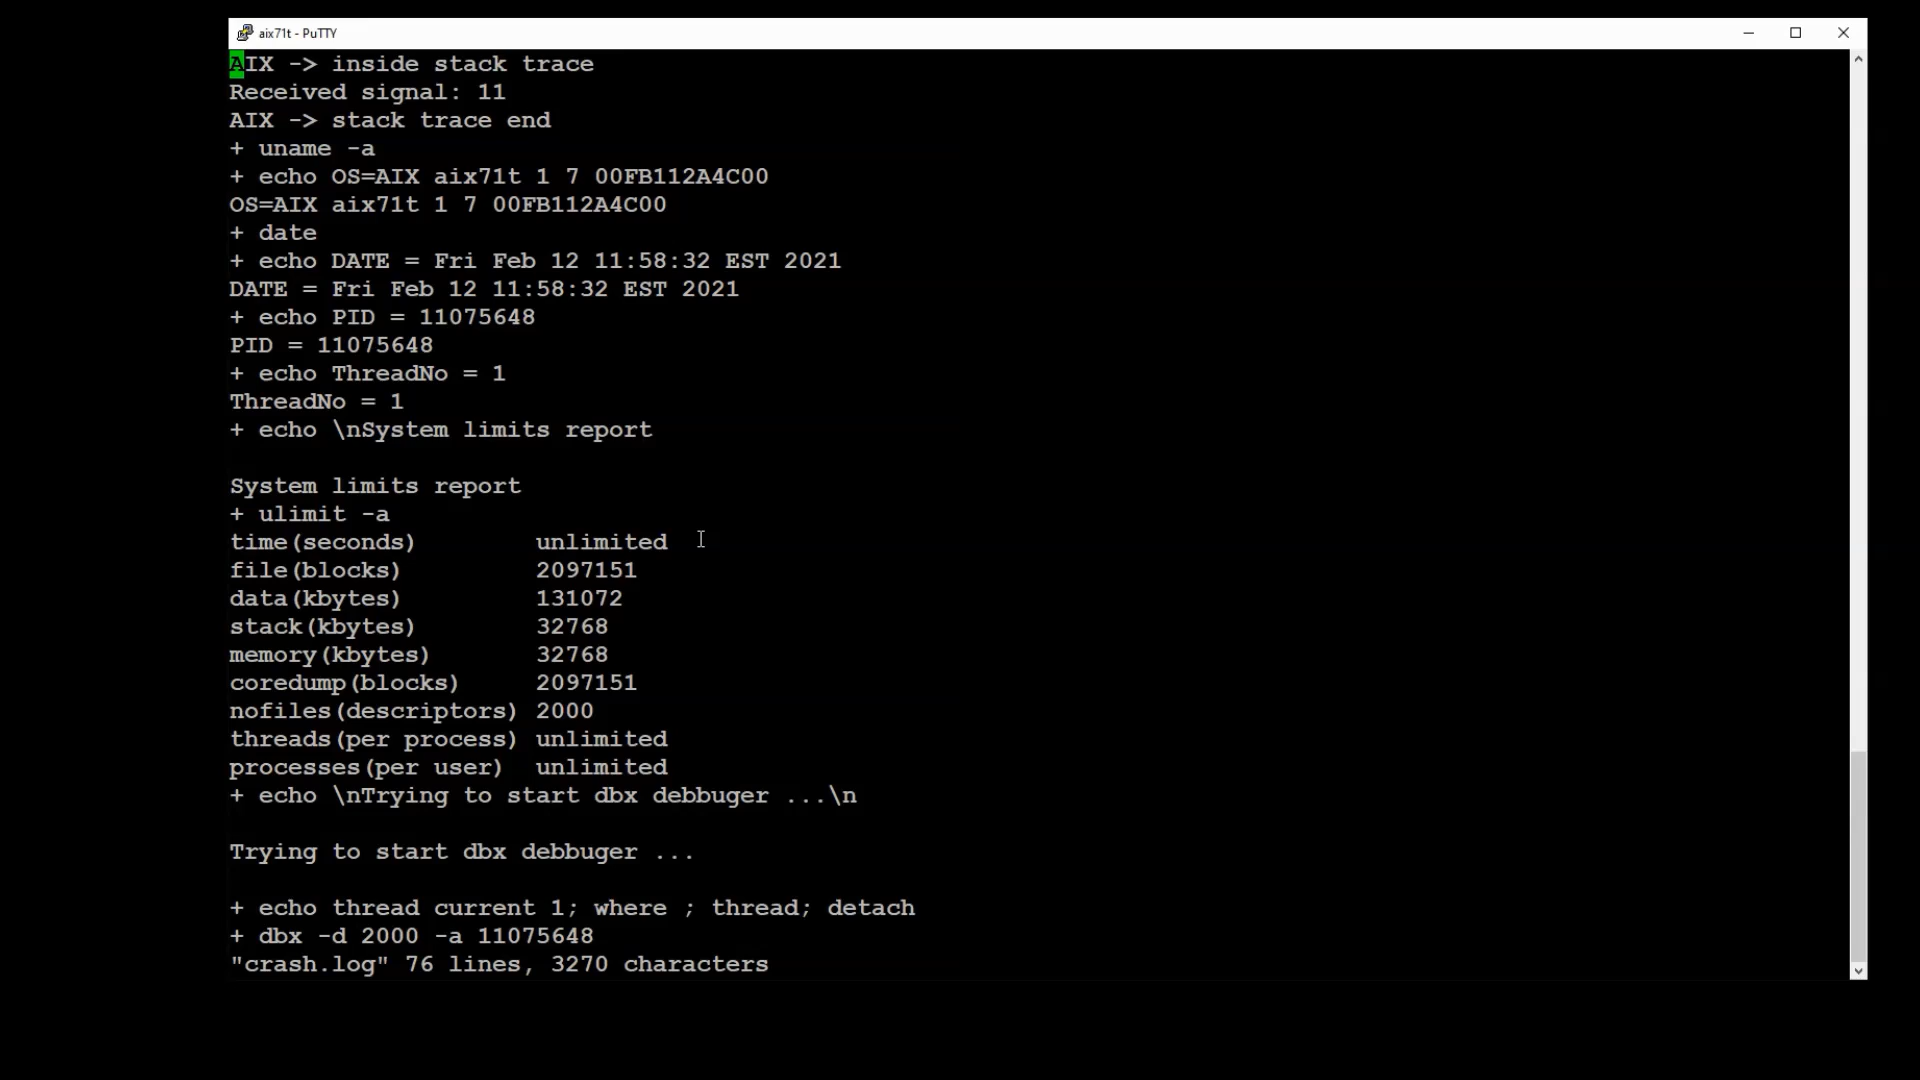 aix71t - PuTTY
AIX -> inside stack trace
Received signal: 11
AIX -> stack trace end
+ uname -a
+ echo OS=AIX aix71t 1 7 00FB112A4C00
OS=AIX aix71t 1 7 00FB112A4C00
+ date
+ echo DATE = Fri Feb 12 11:58:32 EST 2021
DATE = Fri Feb 12 11:58:32 EST 2021
+ echo PID = 11075648
PID = 11075648
+ echo ThreadNo = 1
ThreadNo = 1
+ echo \nSystem limits report
System limits report
+ ulimit -a
time(seconds) unlimited
file(blocks) 2097151
data(kbytes) 131072
stack(kbytes) 32768
memory(kbytes) 32768
coredump(blocks) 2097151
nofiles(descriptors) 2000
threads(per process) unlimited
processes(per user) unlimited
+ echo \nTrying to start dbx debbuger ...\n
Trying to start dbx debbuger ...
+ echo thread current 1; where ; thread; detach
+ dbx -d 2000 -a 11075648
"crash.log" 76 lines, 3270 characters